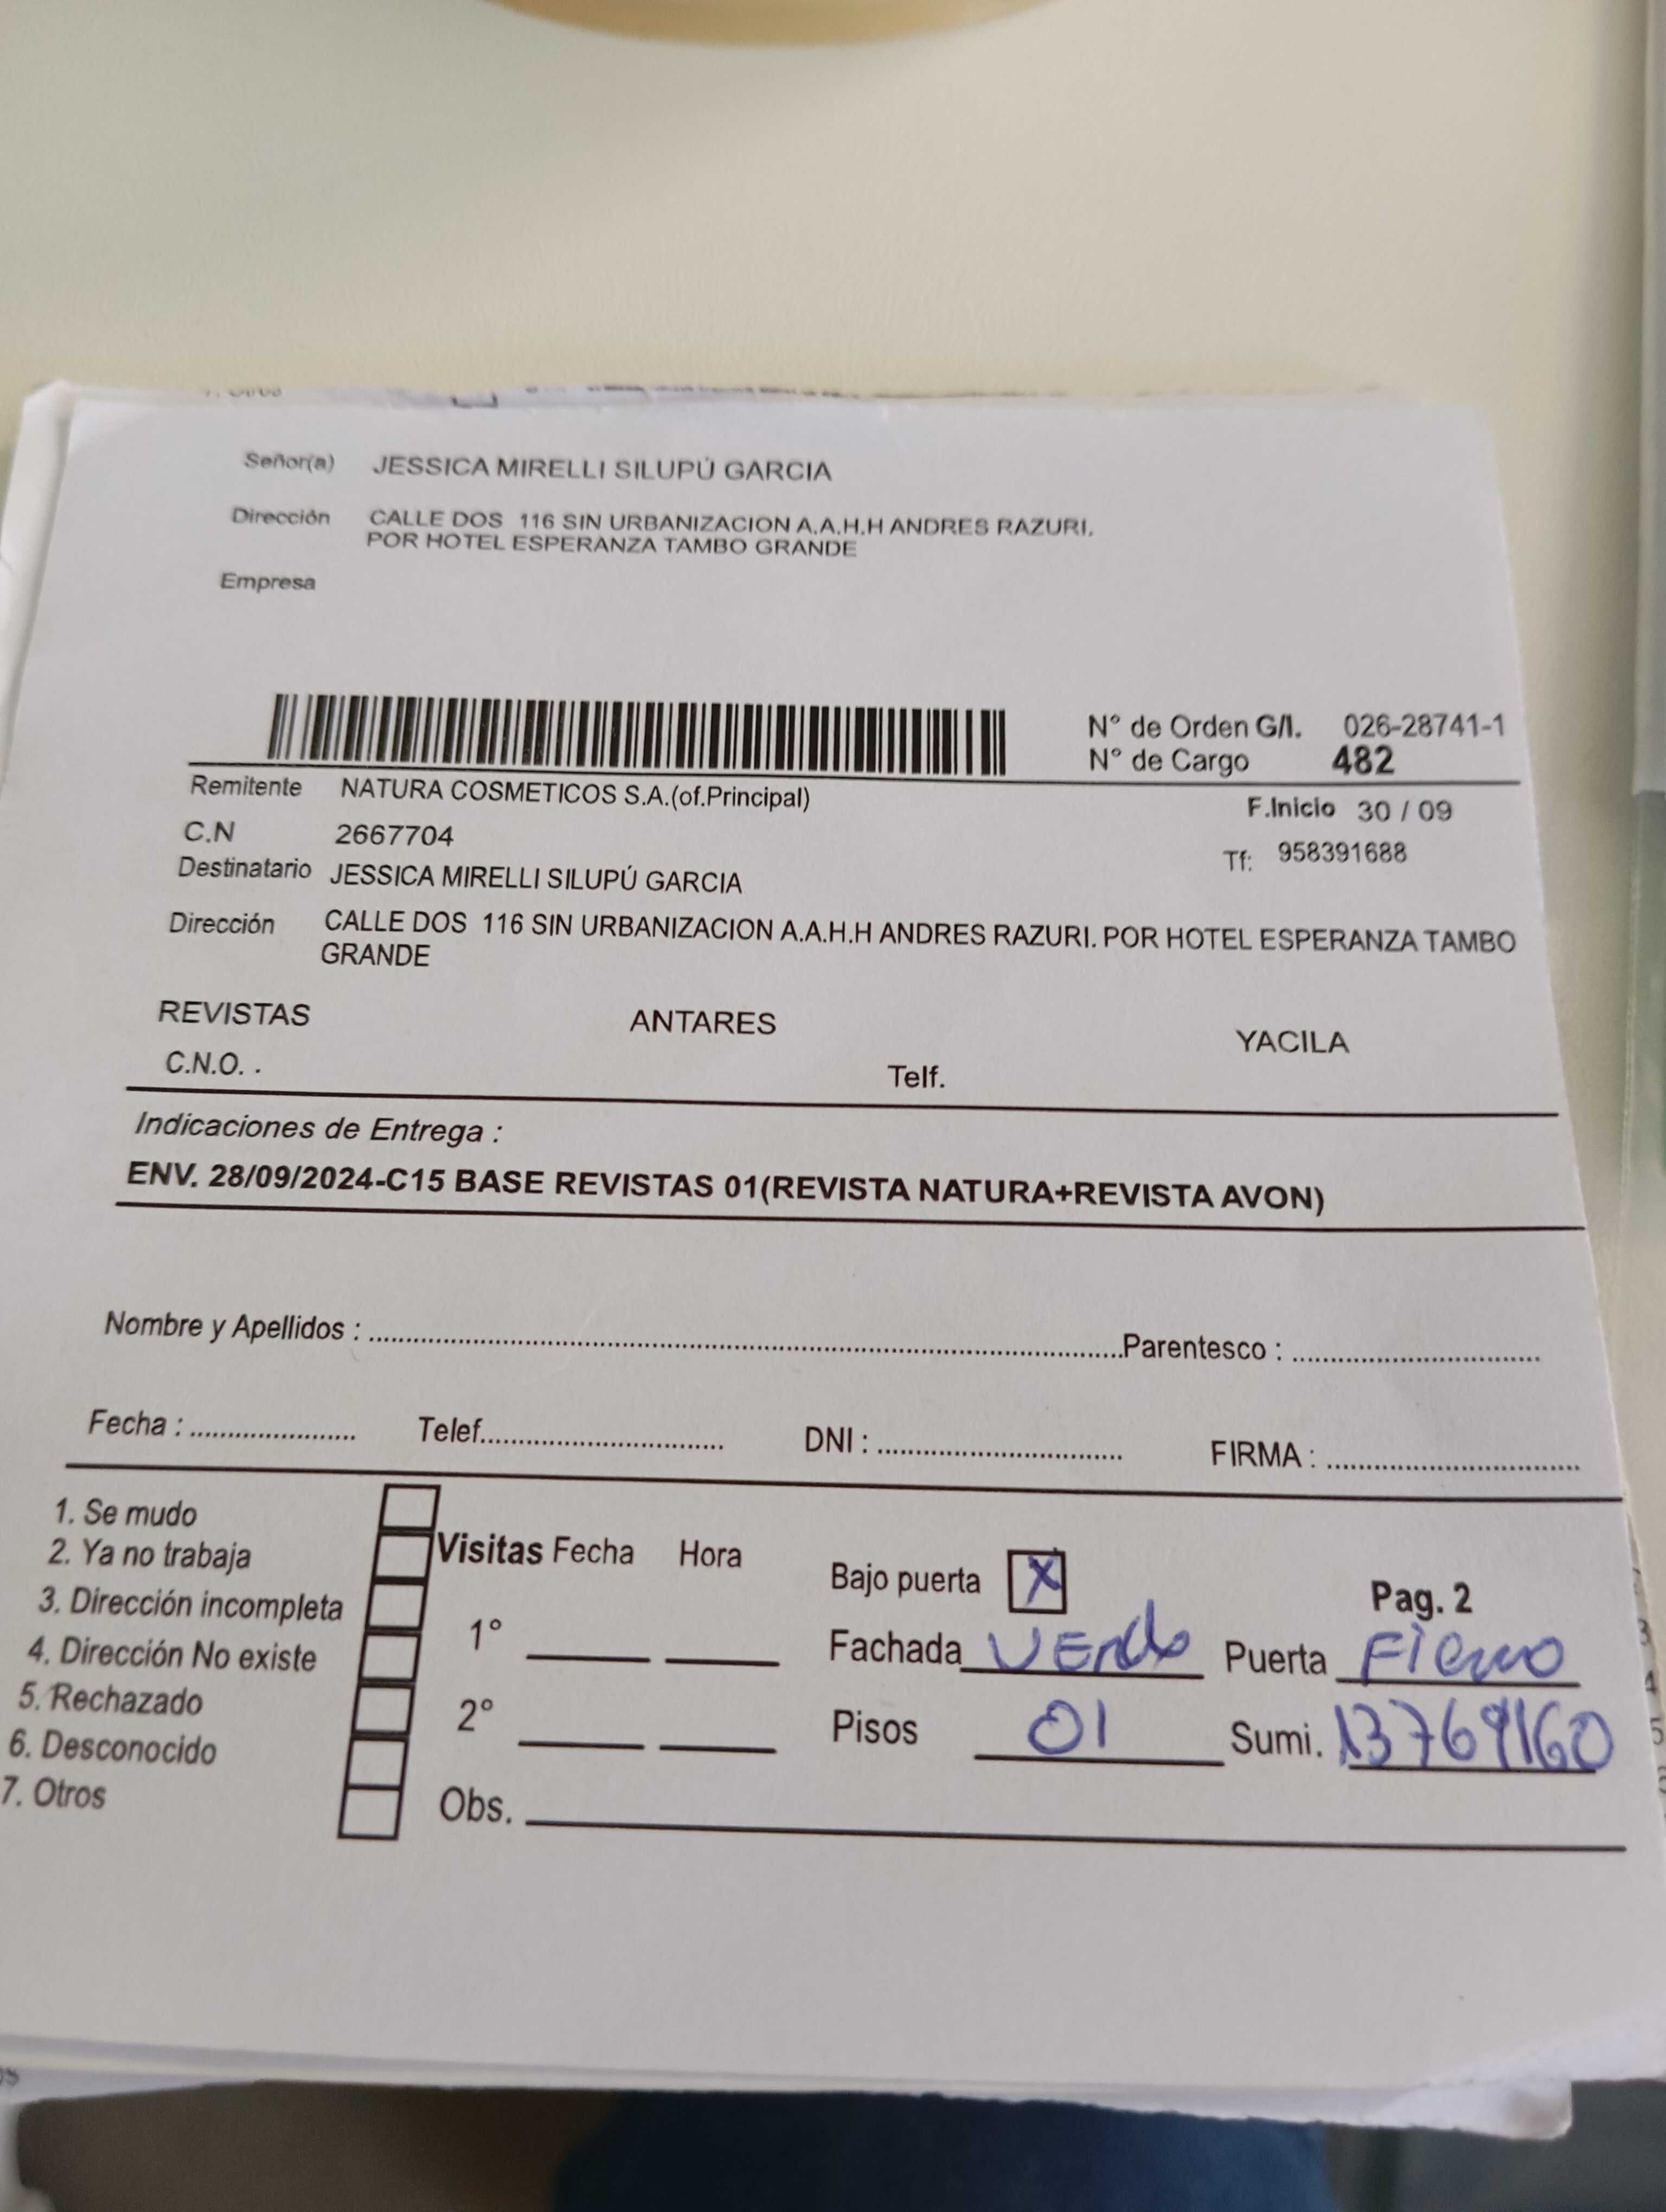 Señor(a) JESSICA MIRELLI SILUPÚ GARCIA
Dirección CALLE DOS 116 SIN URBANIZACION A.A.H.H ANDRES RAZURI.
POR HOTEL ESPERANZA TAMBO GRANDE
Empresa
N° de Orden G/I. 026-28741-1
N° de Cargo 482
Remitente NATURA COSMETICOS S.A.(of.Principal)
F.Inicio 30 / 09
C.N 2667704
Tf: 958391688
Destinatario JESSICA MIRELLI SILUPÚ GARCIA
Dirección CALLE DOS 116 SIN URBANIZACION A.A.H.H ANDRES RAZURI. POR HOTEL ESPERANZA TAMBO
GRANDE
REVISTAS ANTARES YACILA
C.N.O. . Telf.
Indicaciones de Entrega :
ENV. 28/09/2024-C15 BASE REVISTAS 01(REVISTA NATURA+REVISTA AVON)
Nombre y Apellidos : Parentesco :
Fecha : Telef. DNI : FIRMA :
1. Se mudo
2. Ya no trabaja
3. Dirección incompleta
4. Dirección No existe
5. Rechazado
6. Desconocido
7. Otros
Visitas Fecha Hora
1°
2°
Obs.
Bajo puerta X
Pag. 2
Fachada VErde Puerta Fierro
Pisos 01 Sumi. 13769160